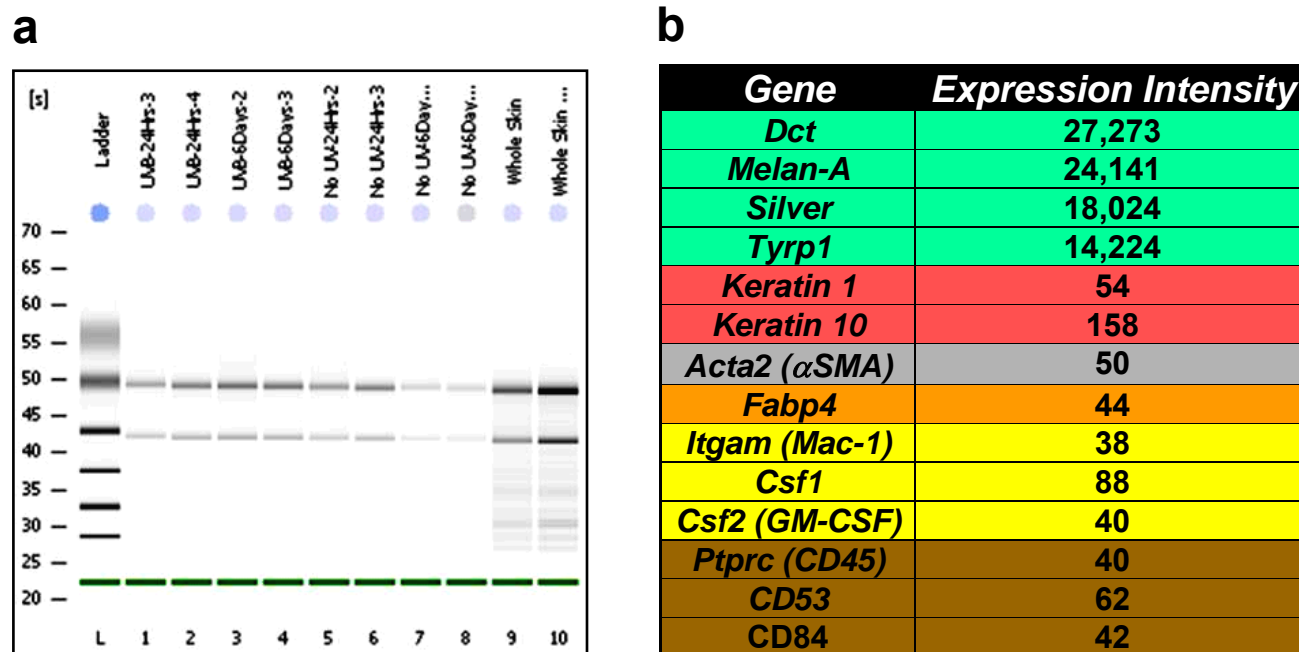 a
b
[s]
Ladder
UVB-24Hrs-3
UVB-24Hrs-4
UVB-6Days-2
UVB-6Days-3
No UV-24Hrs-2
No UV-24Hrs-3
No UV-6Day...
No UV-6Day...
Whole Skin
Whole Skin ...
70
65
60
55
50
45
40
35
30
25
20
L 1 2 3 4 5 6 7 8 9 10
Gene Expression Intensity
Dct 27,273
Melan-A 24,141
Silver 18,024
Tyrp1 14,224
Keratin 1 54
Keratin 10 158
Acta2 (αSMA) 50
Fabp4 44
Itgam (Mac-1) 38
Csf1 88
Csf2 (GM-CSF) 40
Ptprc (CD45) 40
CD53 62
CD84 42